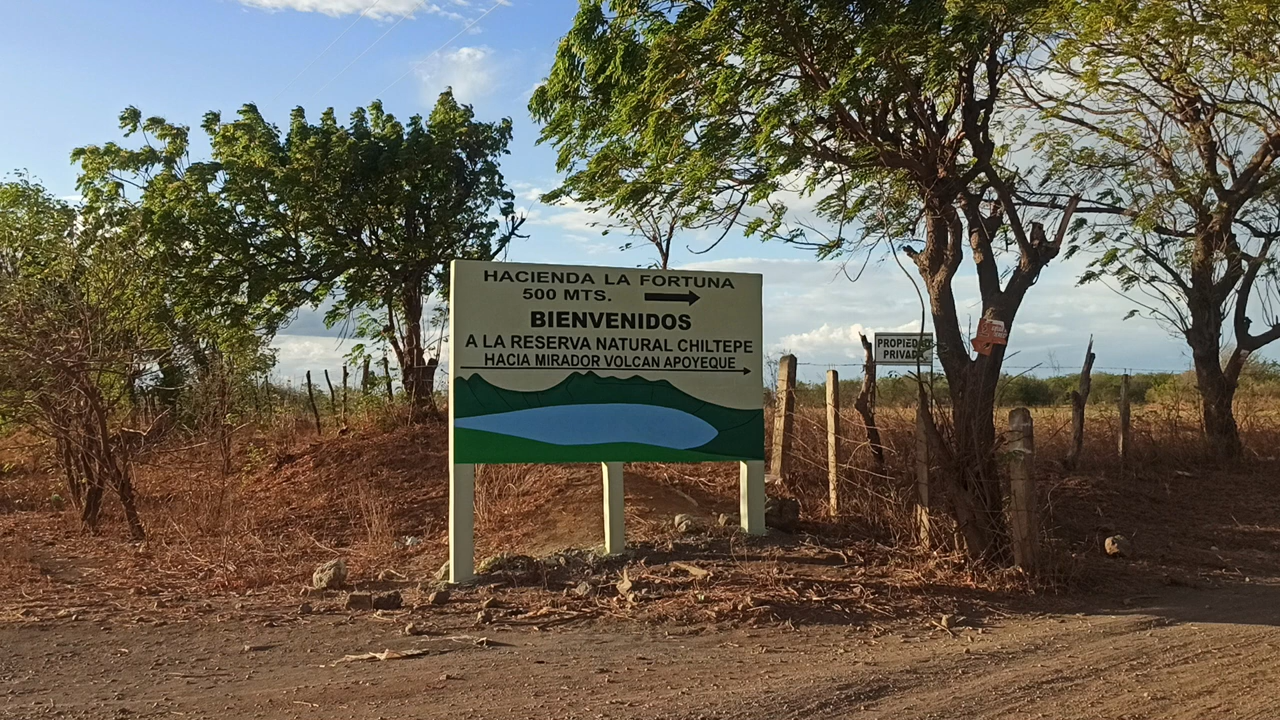 HACIENDA LA FORTUNA
500 MTS.
BIENVENIDOS
A LA RESERVA NATURAL CHILTEPE
HACIA MIRADOR VOLCAN APOYEQUE
PROPIEDAD
PRIVADA